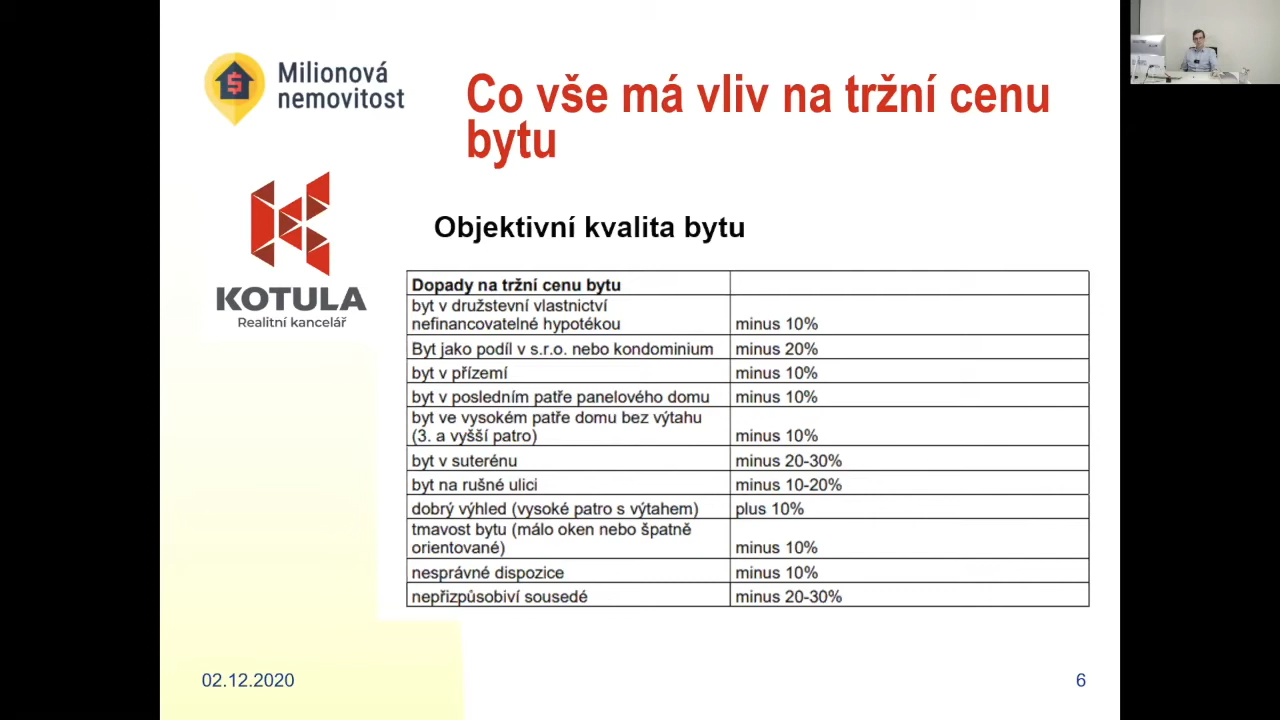 Milionová
nemovitost
Co vše má vliv na tržní cenu
bytu
KOTULA
Realitní kancelář
Objektivní kvalita bytu
Dopady na tržní cenu bytu
byt v družstevní vlastnictví
nefinancovatelné hypotékou minus 10%
Byt jako podíl v s.r.o. nebo kondominium minus 20%
byt v přízemí minus 10%
byt v posledním patře panelového domu minus 10%
byt ve vysokém patře domu bez výtahu
(3. a vyšší patro) minus 10%
byt v suterénu minus 20-30%
byt na rušné ulici minus 10-20%
dobrý výhled (vysoké patro s výtahem) plus 10%
tmavost bytu (málo oken nebo špatně
orientované) minus 10%
nesprávné dispozice minus 10%
nepřizpůsobiví sousedé minus 20-30%
02.12.2020 6